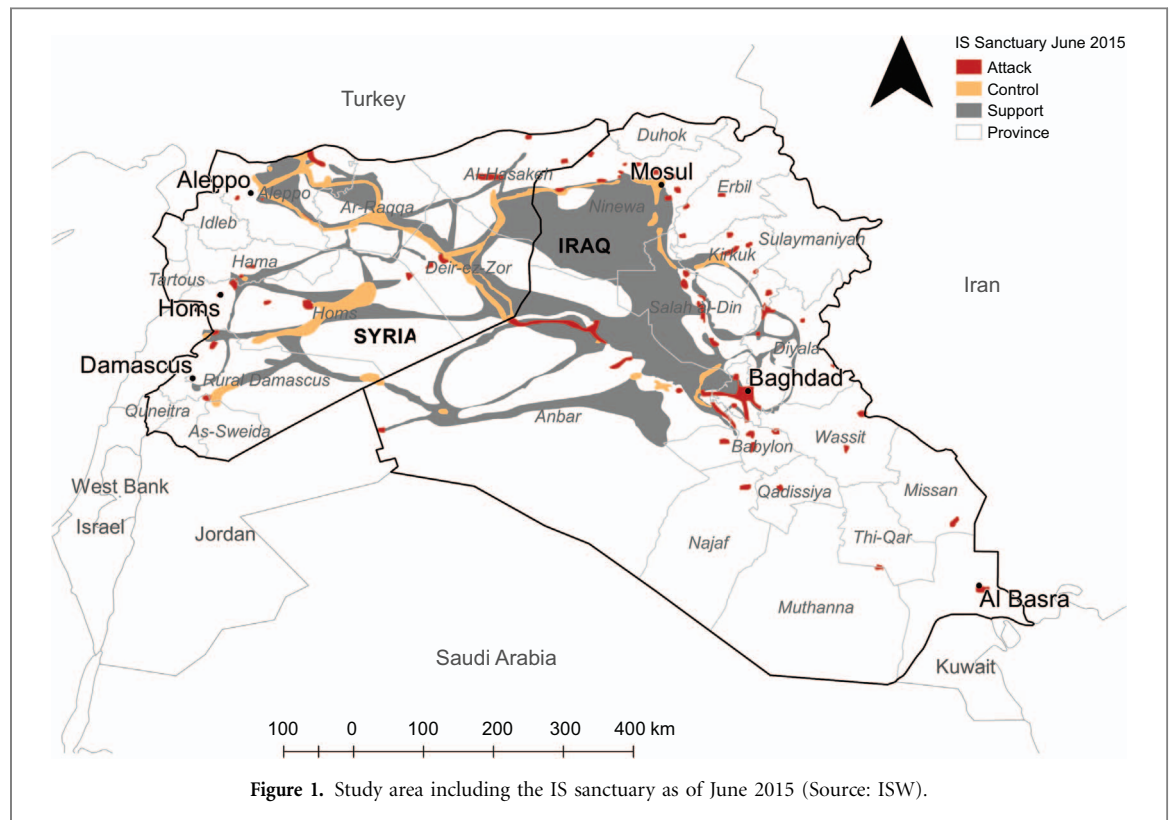 IS Sanctuary June 2015
Attack
Control
Support
Province
Turkey
Duhok
Al Hasakeh
Mosul
Aleppo
Aleppo
Ar-Raqqa
Ninewa
Erbil
Idleb
IRAQ
Sulaymaniyah
Hama
Kirkuk
Deir-ez-Zor
Tartous
Iran
Homs
Homs
Salah al-Din
SYRIA
Diyala
Damascus
Rural Damascus
Baghdad
Quneitra
Anbar
As-Sweida
Babylon
Wassit
West Bank
Qadissiya
Missan
Israel
Jordan
Najaf
Thi-Qar
Al Basra
Muthanna
Saudi Arabia
Kuwait
100 0 100 200 300 400 km
Figure 1. Study area including the IS sanctuary as of June 2015 (Source: ISW).